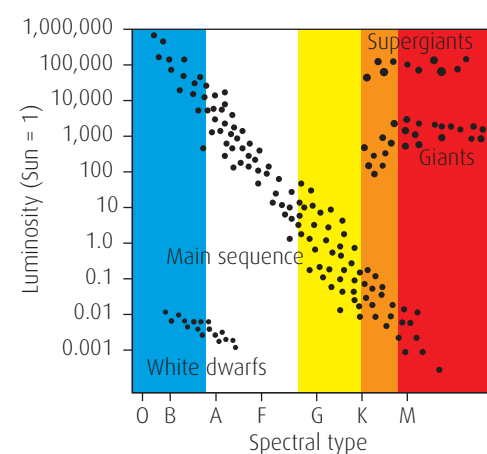 1,000,000
100,000
10,000
1,000
100
10
1.0
0.1
0.01
0.001
Luminosity (Sun = 1)
Supergiants
Giants
Main sequence
White dwarfs
O B A F G K M
Spectral type